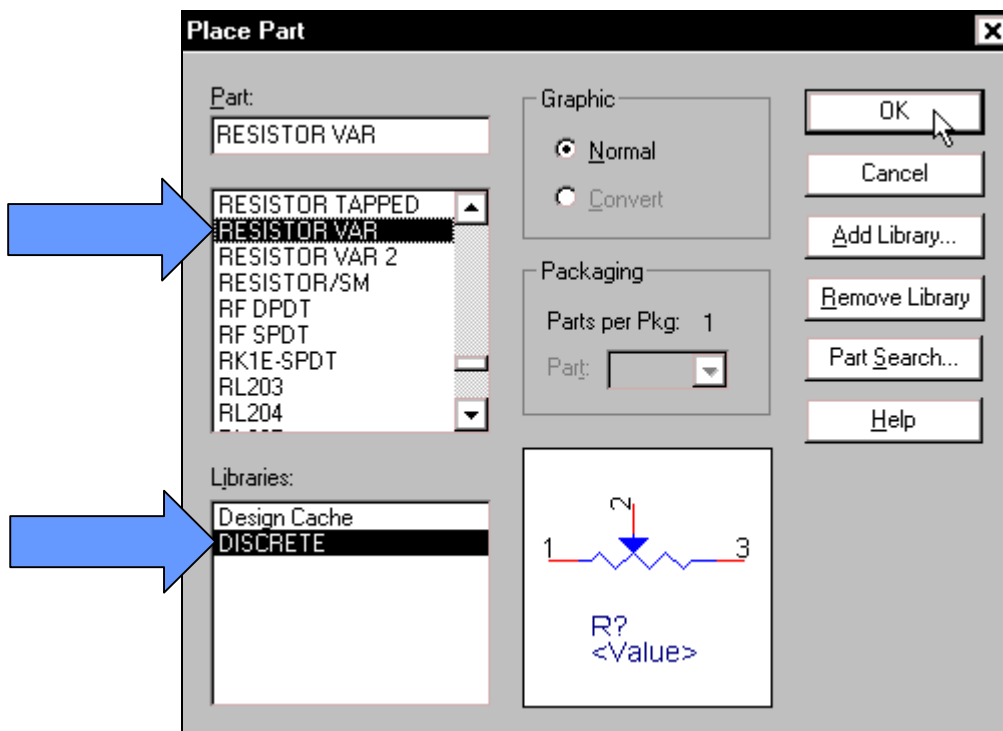 Place Part
Part:
RESISTOR VAR
RESISTOR TAPPED
RESISTOR VAR
RESISTOR VAR 2
RESISTOR/SM
RF DPDT
RF SPDT
RK1E-SPDT
RL203
RL204
Libraries:
Design Cache
DISCRETE
Graphic
Normal
Convert
Packaging
Parts per Pkg: 1
Part:
2
1
3
R?
<Value>
OK
Cancel
Add Library...
Remove Library
Part Search...
Help